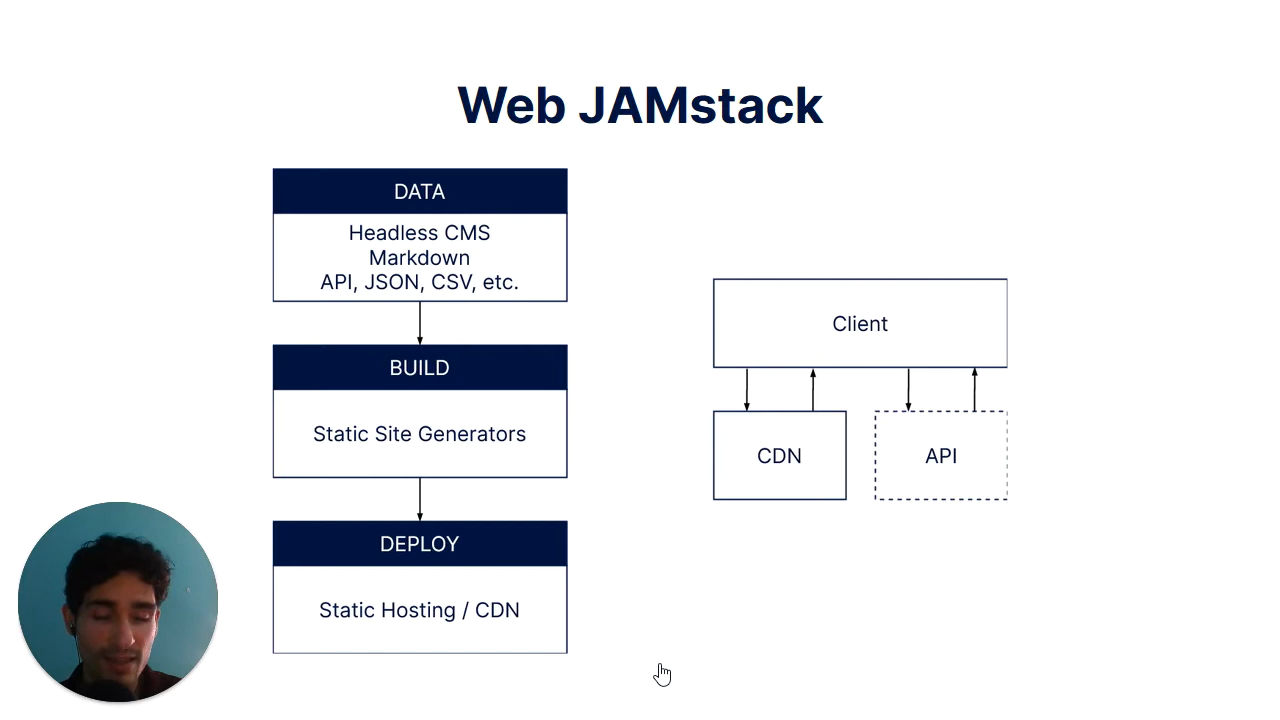 Web JAMstack
DATA
Headless CMS
Markdown
API, JSON, CSV, etc.
BUILD
Static Site Generators
DEPLOY
Static Hosting / CDN
Client
CDN
API